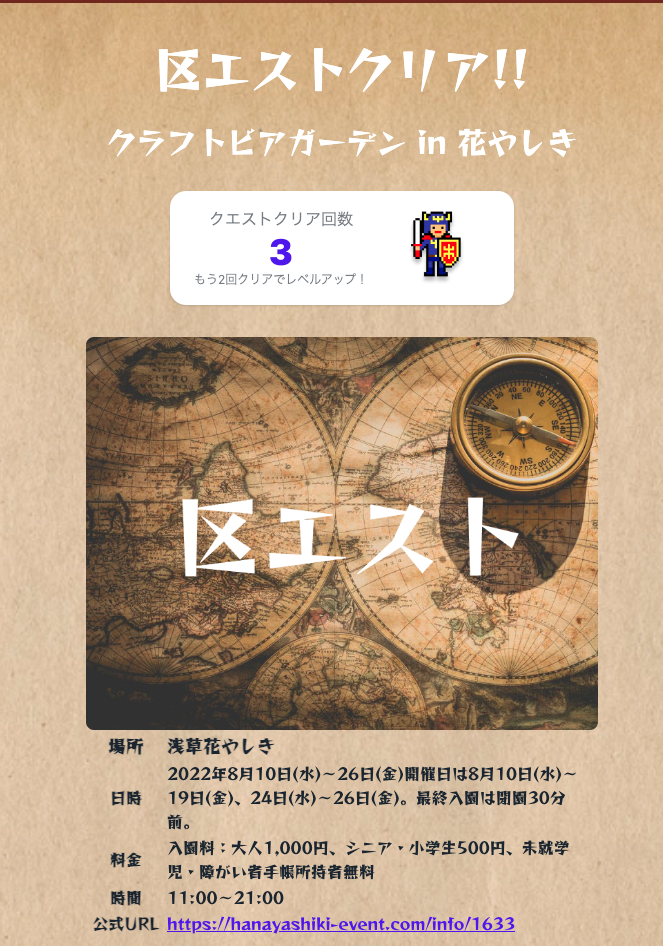 区エストクリア!!
クラフトビアガーデン in 花やしき
クエストクリア回数
3
もう2回クリアでレベルアップ！
NE
E
SE
SW
区エスト
場所 浅草花やしき
日時 2022年8月10日(水)~26日(金)開催日は8月10日(水)~
19日(金)、24日(水)~26日(金)。最終入園は閉園30分
前。
料金 入園料：大人1,000円、シニア・小学生500円、未就学
児・障がい者手帳所持者無料
時間 11:00~21:00
公式URL https://hanayashiki-event.com/info/1633